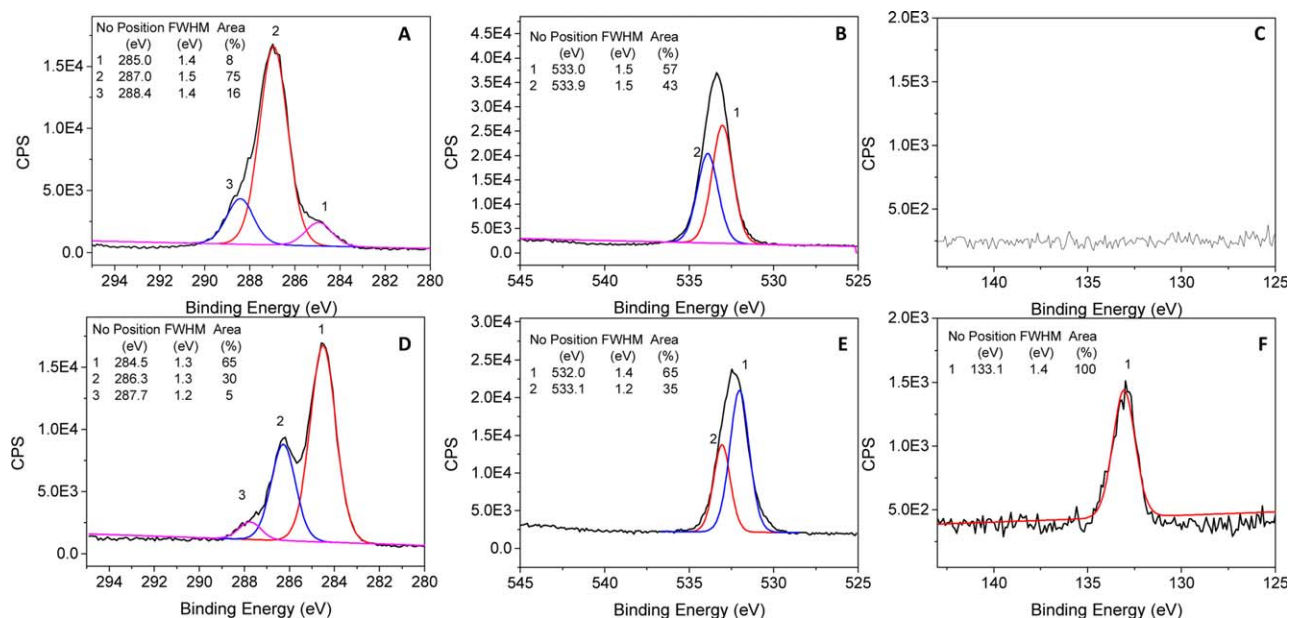 A
No Position FWHM Area
(eV) (eV) (%)
1 285.0 1.4 8
2 287.0 1.5 75
3 288.4 1.4 16
2
3
1
1.5E4
1.0E4
5.0E3
0.0
CPS
294 292 290 288 286 284 282 280
Binding Energy (eV)
B
No Position FWHM Area
(eV) (eV) (%)
1 533.0 1.5 57
2 533.9 1.5 43
1
2
4.5E4
4.0E4
3.5E4
3.0E4
2.5E4
2.0E4
1.5E4
1.0E4
5.0E3
0.0
CPS
545 540 535 530 525
Binding Energy (eV)
C
2.0E3
1.5E3
1.0E3
5.0E2
CPS
140 135 130 125
Binding Energy (eV)
D
No Position FWHM Area
(eV) (eV) (%)
1 284.5 1.3 65
2 286.3 1.3 30
3 287.7 1.2 5
1
2
3
1.5E4
1.0E4
5.0E3
0.0
CPS
294 292 290 288 286 284 282 280
Binding Energy (eV)
E
No Position FWHM Area
(eV) (eV) (%)
1 532.0 1.4 65
2 533.1 1.2 35
1
2
3.0E4
2.5E4
2.0E4
1.5E4
1.0E4
5.0E3
0.0
CPS
545 540 535 530 525
Binding Energy (eV)
F
No Position FWHM Area
(eV) (eV) (%)
1 133.1 1.4 100
1
2.0E3
1.5E3
1.0E3
5.0E2
CPS
140 135 130 125
Binding Energy (eV)